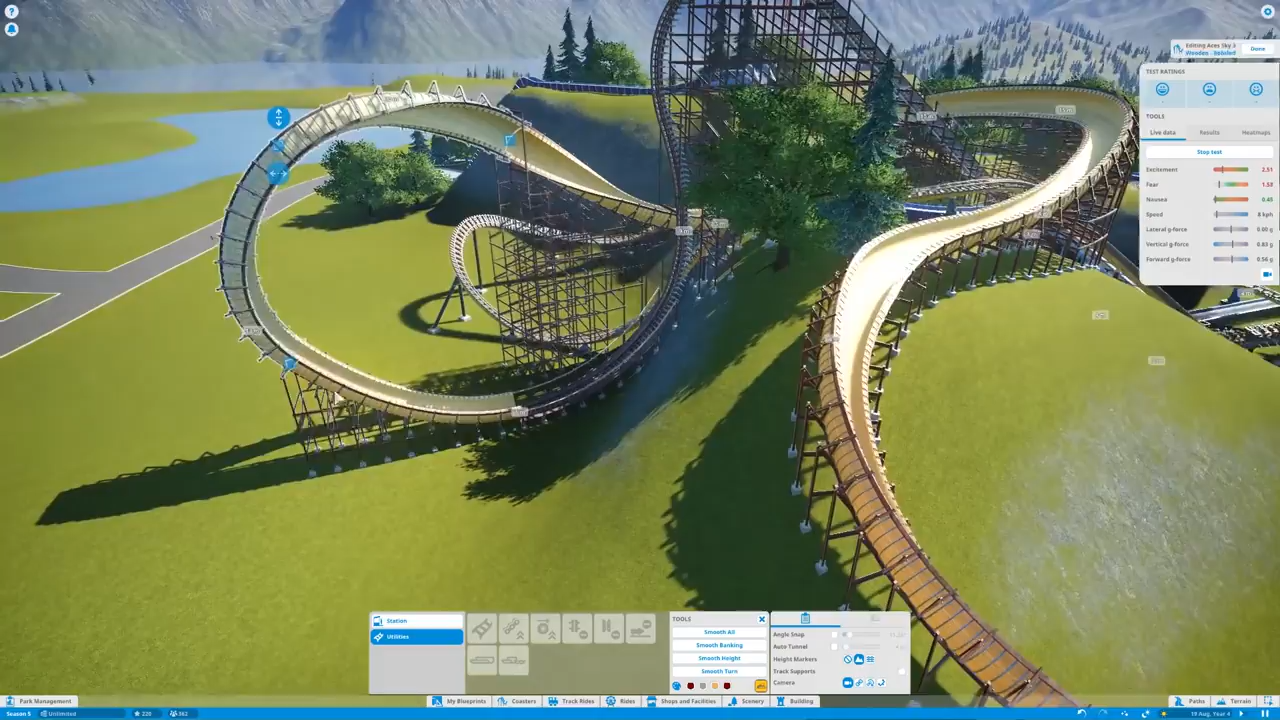 Editing Aces Sky 3
Wooden - Bobsled
Done
TEST RATINGS
TOOLS
Live data
Results
Heatmaps
Stop test
Excitement
2.51
Fear
1.58
Nausea
0.45
Speed
8 kph
Lateral g-force
0.00 g
Vertical g-force
0.83 g
Forward g-force
0.56 g
Station
Utilities
TOOLS
Smooth All
Smooth Banking
Smooth Height
Smooth Turn
Angle Snap
Auto Tunnel
Height Markers
Track Supports
Camera
Park Management
My Blueprints
Coasters
Track Rides
Rides
Shops and Facilities
Scenery
Building
Paths
Terrain
Season 5
Unlimited
220
362
19 Aug, Year 4